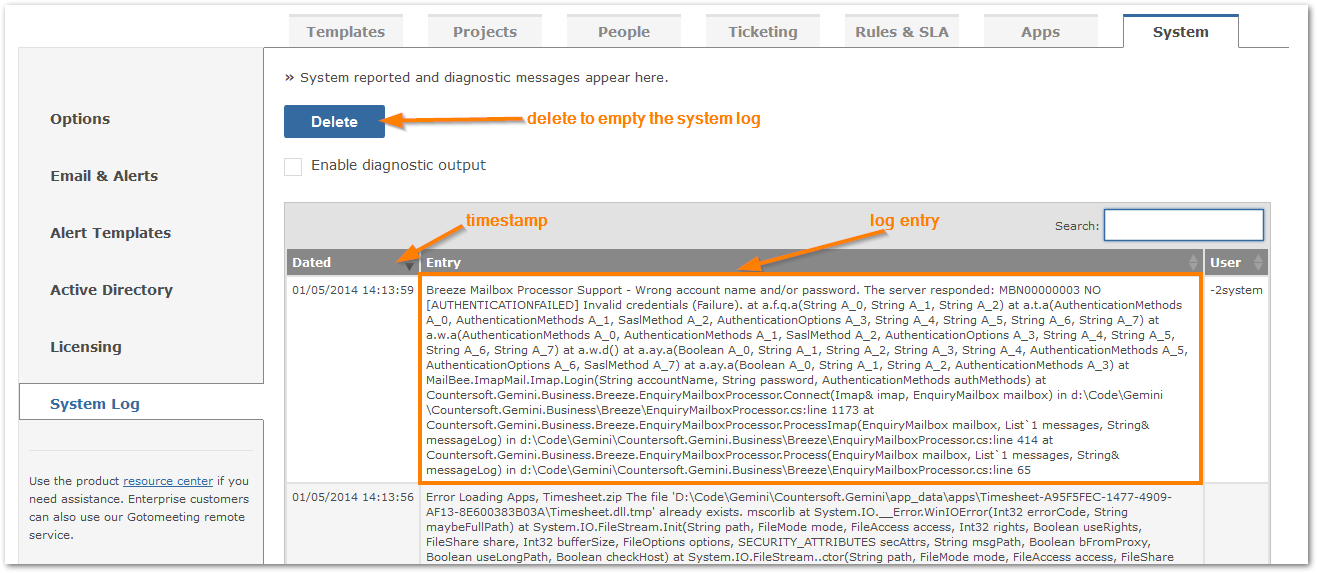 Templates
Projects
People
Ticketing
Rules & SLA
Apps
System
» System reported and diagnostic messages appear here.
Options
Email & Alerts
Alert Templates
Active Directory
Licensing
System Log
Use the product resource center if you
need assistance. Enterprise customers
can also use our Gotomeeting remote
service.
Delete
delete to empty the system log
Enable diagnostic output
timestamp
log entry
Search:
Dated
Entry
User
01/05/2014 14:13:59
Breeze Mailbox Processor Support - Wrong account name and/or password. The server responded: MBN00000003 NO
[AUTHENTICATIONFAILED] Invalid credentials (Failure). at a.f.q.a(String A_0, String A_1, String A_2) at a.t.a(AuthenticationMethods
A_0, AuthenticationMethods A_1, SaslMethod A_2, AuthenticationOptions A_3, String A_4, String A_5, String A_6, String A_7) at
a.w.a(AuthenticationMethods A_0, AuthenticationMethods A_1, SaslMethod A_2, AuthenticationOptions A_3, String A_4, String A_5,
String A_6, String A_7) at a.w.d() at a.ay.a(Boolean A_0, String A_1, String A_2, String A_3, String A_4, AuthenticationMethods A_5,
AuthenticationOptions A_6, SaslMethod A_7) at a.ay.a(Boolean A_0, String A_1, String A_2, AuthenticationMethods A_3) at
MailBee.ImapMail.Imap.Login(String accountName, String password, AuthenticationMethods authMethods) at
Countersoft.Gemini.Business.Breeze.EnquiryMailboxProcessor.Connect(Imap& imap, EnquiryMailbox mailbox) in d:\Code\Gemini
\Countersoft.Gemini.Business\Breeze\EnquiryMailboxProcessor.cs:line 1173 at
Countersoft.Gemini.Business.Breeze.EnquiryMailboxProcessor.ProcessImap(EnquiryMailbox mailbox, List`1 messages, String&
messageLog) in d:\Code\Gemini\Countersoft.Gemini.Business\Breeze\EnquiryMailboxProcessor.cs:line 414 at
Countersoft.Gemini.Business.Breeze.EnquiryMailboxProcessor.Process(EnquiryMailbox mailbox, List`1 messages, String&
messageLog) in d:\Code\Gemini\Countersoft.Gemini.Business\Breeze\EnquiryMailboxProcessor.cs:line 65
-2system
01/05/2014 14:13:56
Error Loading Apps, Timesheet.zip The file 'D:\Code\Gemini\Countersoft.Gemini\app_data\apps\Timesheet-A95F5FEC-1477-4909-
AF13-8E600383B03A\Timesheet.dll.tmp' already exists. mscorlib at System.IO.__Error.WinIOError(Int32 errorCode, String
maybeFullPath) at System.IO.FileStream.Init(String path, FileMode mode, FileAccess access, Int32 rights, Boolean useRights,
FileShare share, Int32 bufferSize, FileOptions options, SECURITY_ATTRIBUTES secAttrs, String msgPath, Boolean bFromProxy,
Boolean useLongPath, Boolean checkHost) at System.IO.FileStream..ctor(String path, FileMode mode, FileAccess access, FileShare